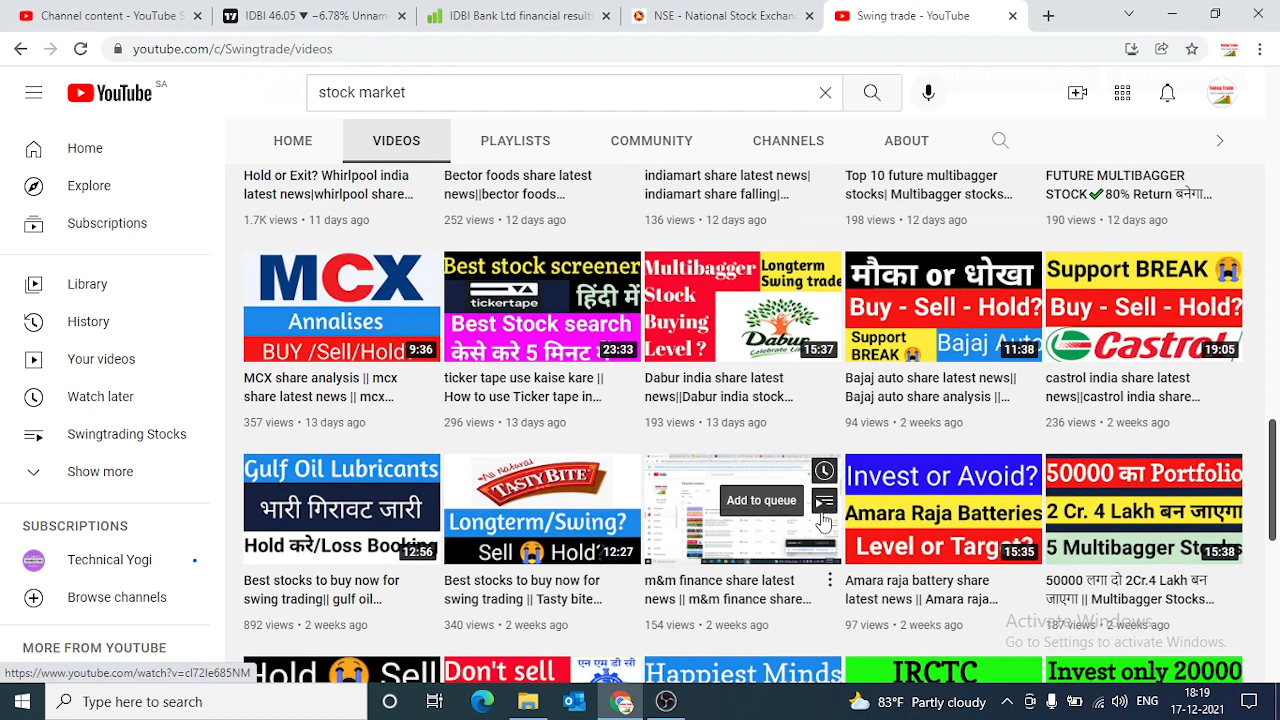 Channel content - YouTube Stud
IDBI 46.05 ▼ −6.78% Unnam
IDBI Bank Ltd financial results
NSE - National Stock Exchan
Swing trade - YouTube
youtube.com/c/Swingtrade/videos
YouTube SA
stock market
HOME VIDEOS PLAYLISTS COMMUNITY CHANNELS ABOUT
Home
Explore
Subscriptions
Library
History
Your videos
Watch later
Swingtrading Stocks
Show more
SUBSCRIPTIONS
Technical Yogi
Browse channels
MORE FROM YOUTUBE
Hold or Exit? Whirlpool india
latest news|whirlpool share...
1.7K views • 11 days ago
Bector foods share latest
news||bector foods...
252 views • 12 days ago
indiamart share latest news|
indiamart share falling|...
136 views • 12 days ago
Top 10 future multibagger
stocks| Multibagger stocks...
198 views • 12 days ago
FUTURE MULTIBAGGER
STOCK✔80% Return बनेगा...
190 views • 12 days ago
MCX
Annalises
BUY /Sell/Hold
9:36
MCX share analysis || mcx
share latest news || mcx...
357 views • 13 days ago
Best stock screener
tickertape हिंदी में
Best Stock search
केसे करे 5 मिनट में
23:33
ticker tape use kaise kare ||
How to use Ticker tape in...
296 views • 13 days ago
Multibagger
Stock
Buying
Level ?
Longterm
Swing trade
Dabur
Celebrate Life
15:37
Dabur india share latest
news||Dabur india stock...
193 views • 13 days ago
मौका or धोखा
Buy - Sell - Hold?
Support
BREAK 😭
Bajaj Auto
11:38
Bajaj auto share latest news||
Bajaj auto share analysis ||...
94 views • 2 weeks ago
Support BREAK 😭
Buy - Sell - Hold?
Castrol
19:05
castrol india share latest
news||castrol india share...
236 views • 2 weeks ago
Gulf Oil Lubricants
भारी गिरावट जारी
Hold करे/Loss Booking
12:56
Best stocks to buy now for
swing trading|| gulf oil...
892 views • 2 weeks ago
All Natural
TASTY BITE
Longterm/Swing?
Sell 😭 Hold?
12:27
Best stocks to buy now for
swing trading || Tasty bite...
340 views • 2 weeks ago
Add to queue
m&m finance share latest
news || m&m finance share...
154 views • 2 weeks ago
Invest or Avoid?
Amara Raja Batteries
Level or Target?
15:35
Amara raja battery share
latest news || Amara raja...
97 views • 2 weeks ago
50000 का Portfolio
2 Cr. 4 Lakh बन जाएगा
5 Multibagger Stocks
15:38
50000 लगा दो 2Cr.4 Lakh बन
जाएगा || Multibagger Stocks...
187 views • 2 weeks ago
Activate Windows
Go to Settings to activate Windows.
Hold 😭 Sell
Don't sell
एन एम डी सी
Happiest Minds
IRCTC
Invest only 20000
https://www.youtube.com/watch?v=cl72Ie685NM
Type here to search
83°F Partly Cloudy
ENG
18:19
17-12-2021